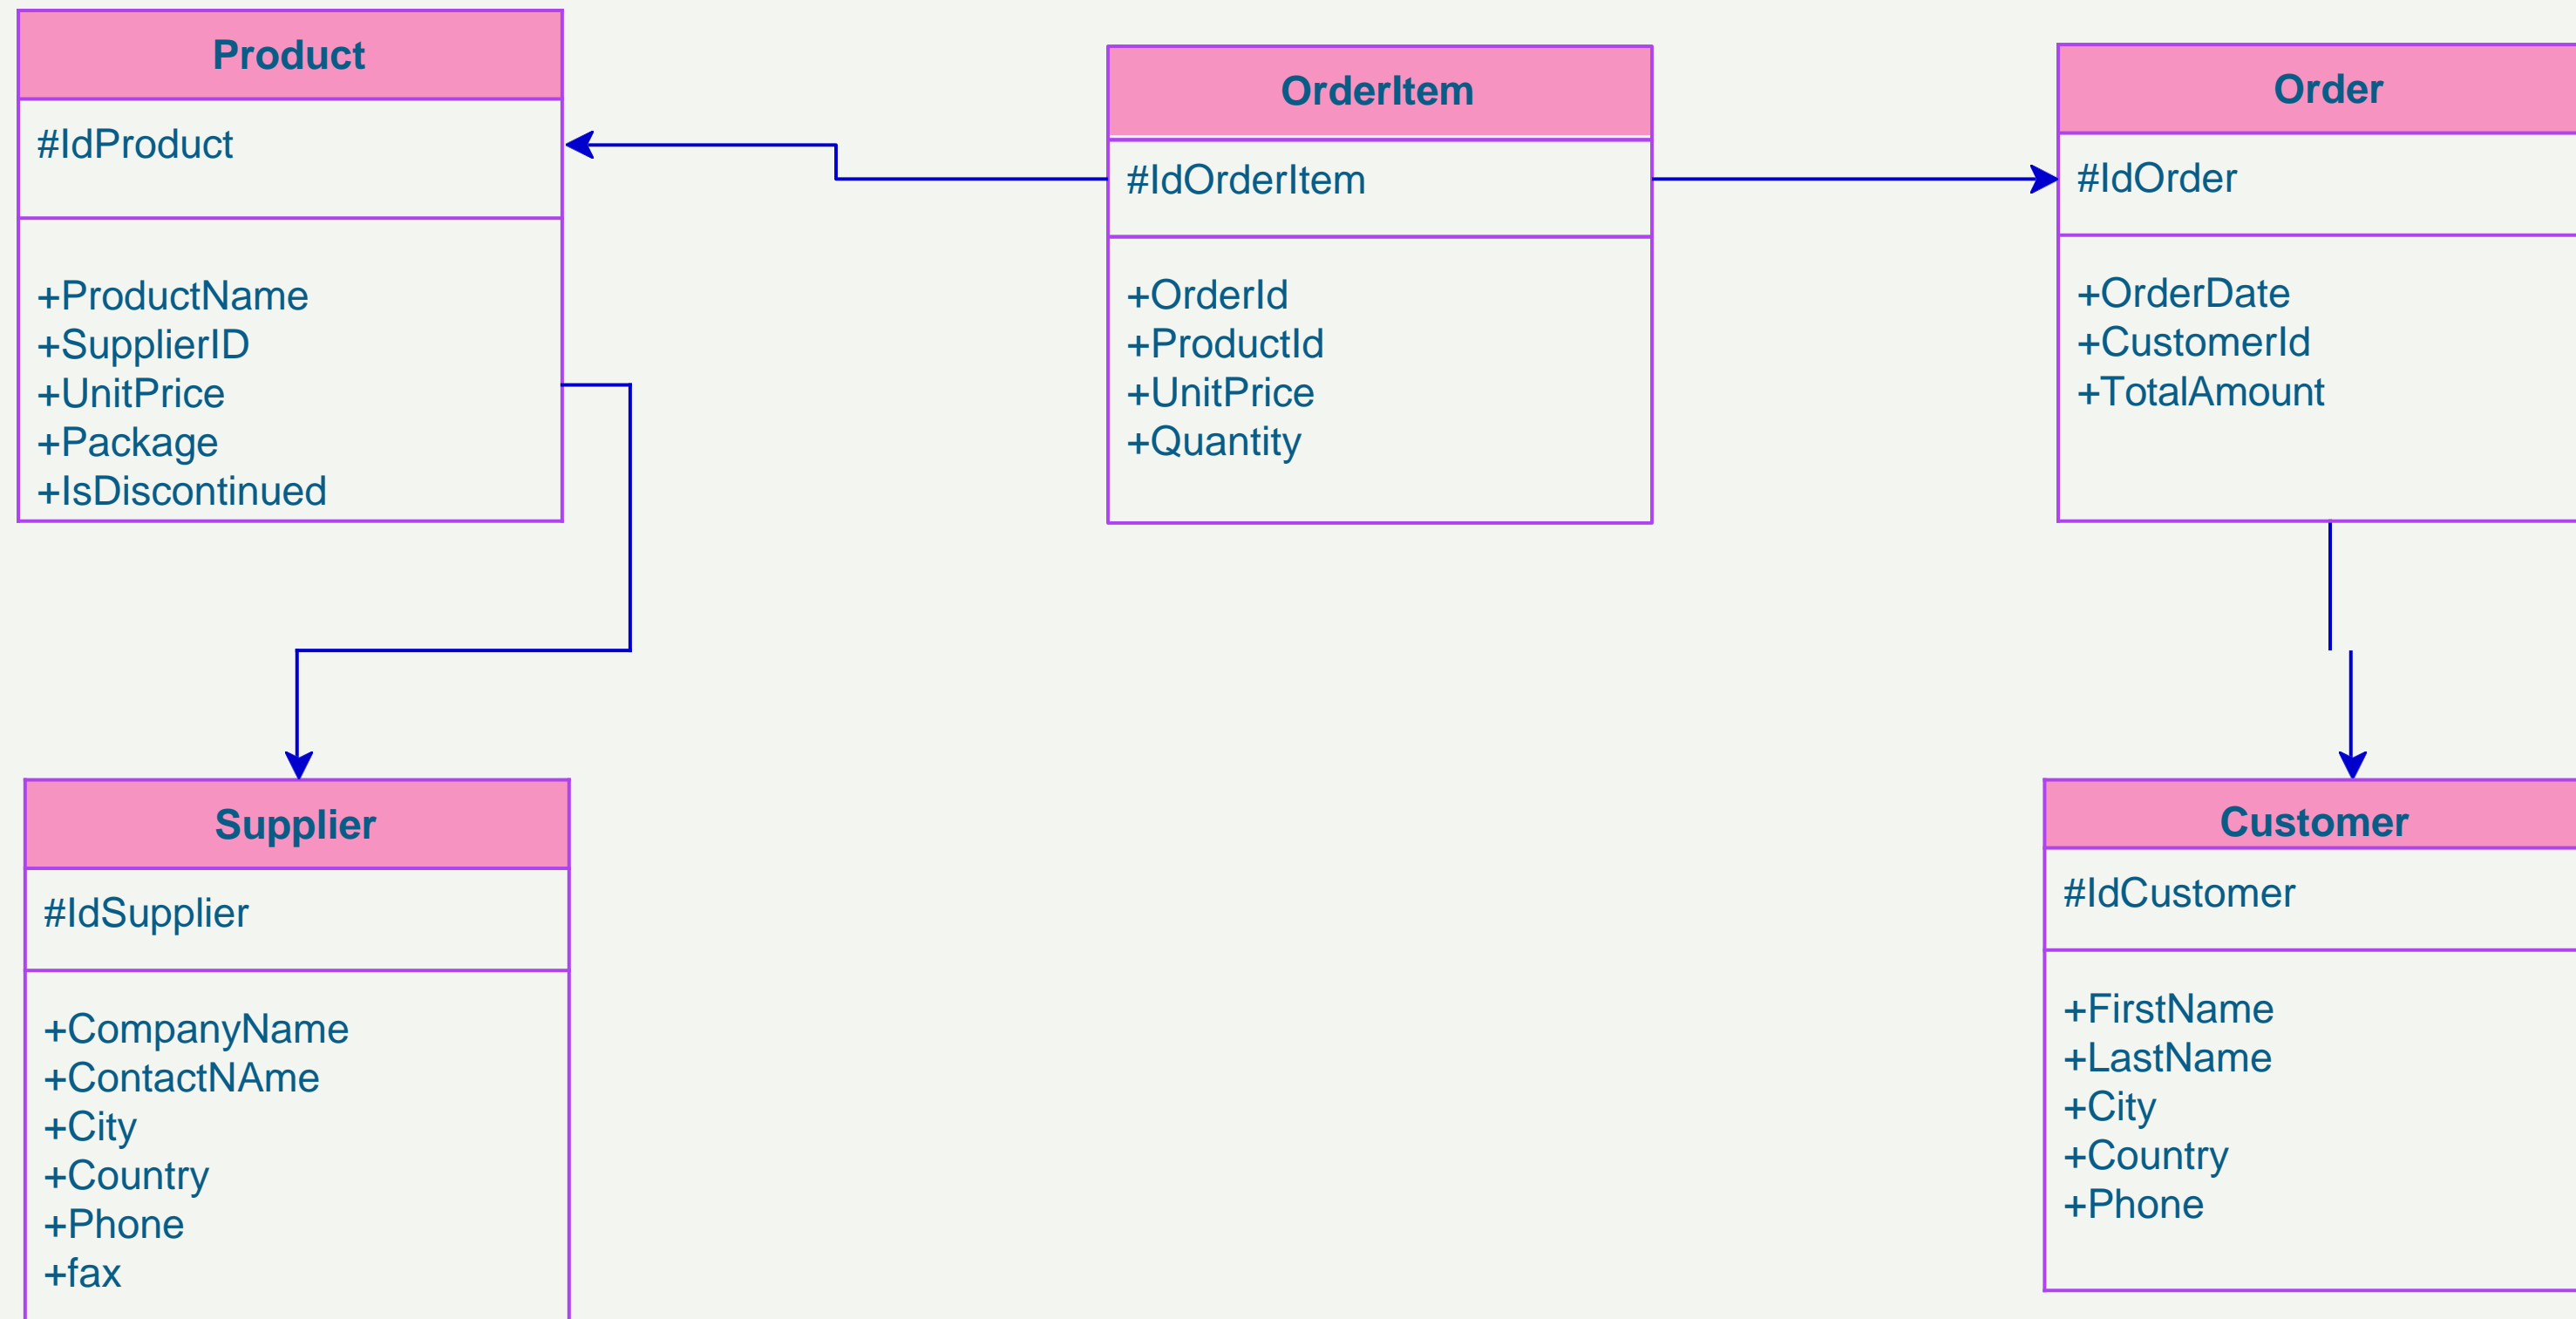 Product
#IdProduct
+ProductName
+SupplierID
+UnitPrice
+Package
+IsDiscontinued
OrderItem
#IdOrderItem
+OrderId
+ProductId
+UnitPrice
+Quantity
Order
#IdOrder
+OrderDate
+CustomerId
+TotalAmount
Supplier
#IdSupplier
+CompanyName
+ContactNAme
+City
+Country
+Phone
+fax
Customer
#IdCustomer
+FirstName
+LastName
+City
+Country
+Phone